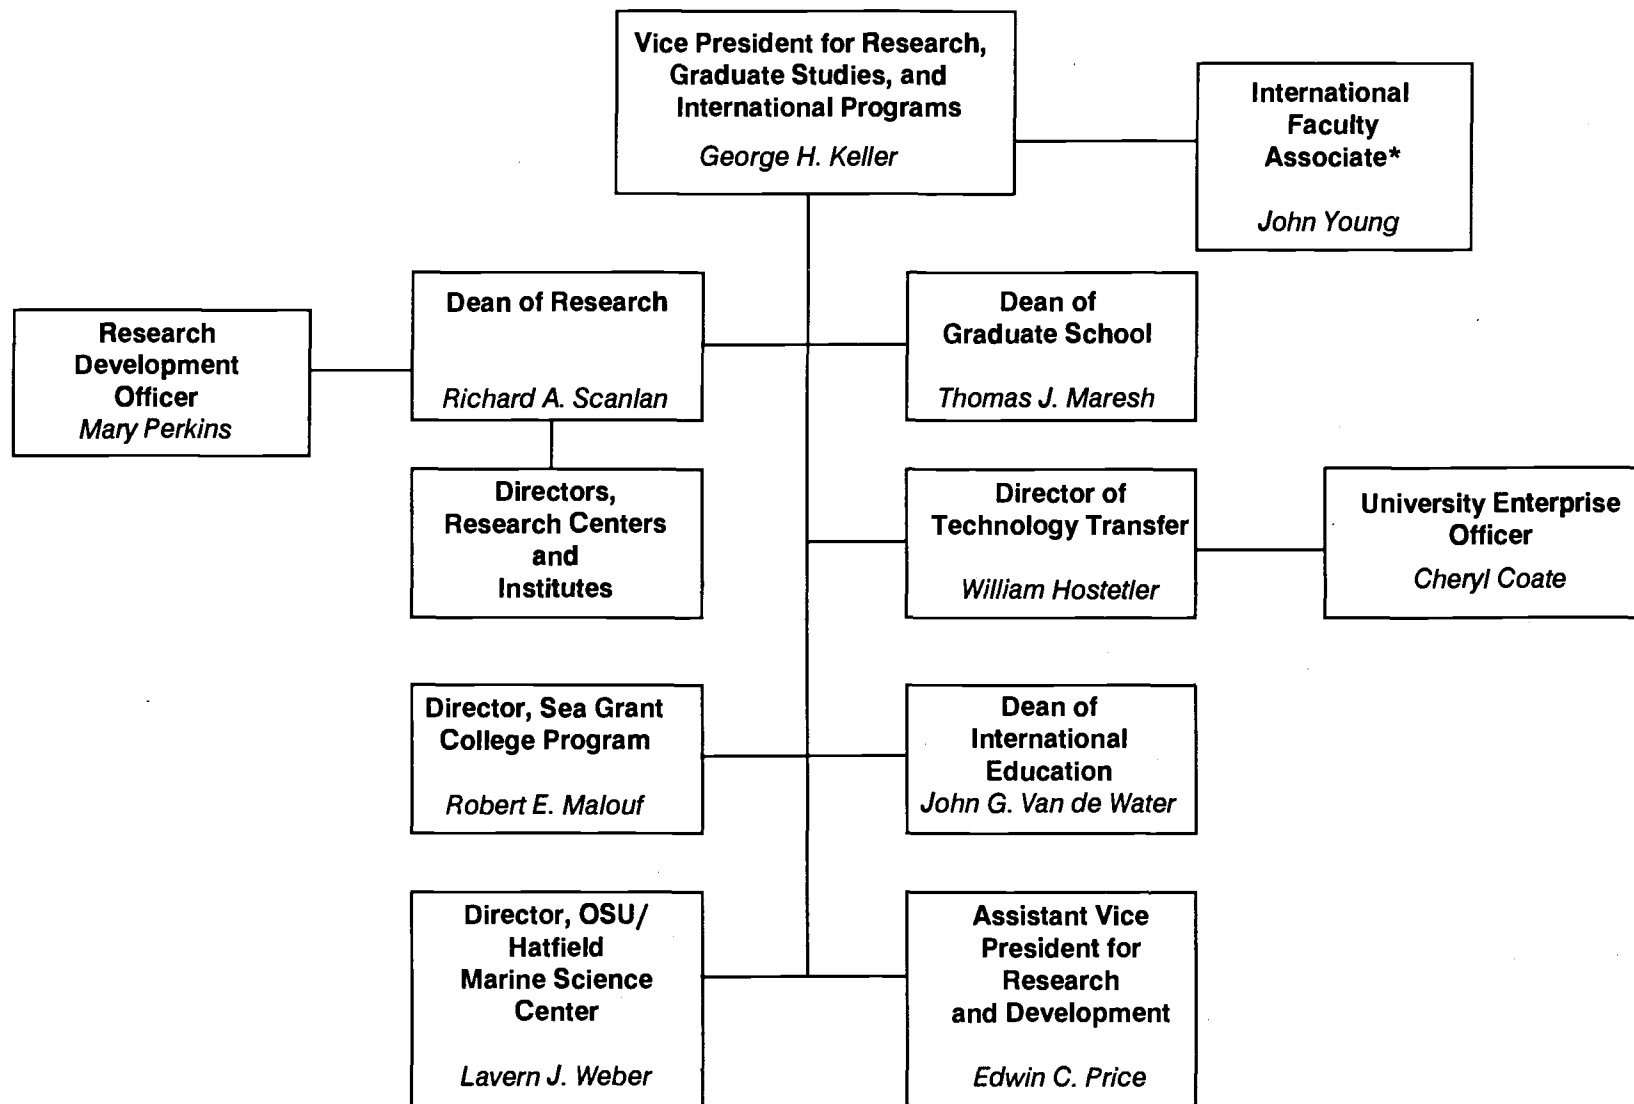 Vice President for Research,
Graduate Studies, and
International Programs
George H. Keller
International
Faculty
Associate*
John Young
Dean of Research
Richard A. Scanlan
Dean of
Graduate School
Thomas J. Maresh
Research
Development
Officer
Mary Perkins
Directors,
Research Centers
and
Institutes
Director of
Technology Transfer
William Hostetler
University Enterprise
Officer
Cheryl Coate
Director, Sea Grant
College Program
Robert E. Malouf
Dean of
International
Education
John G. Van de Water
Director, OSU/
Hatfield
Marine Science
Center
Lavern J. Weber
Assistant Vice
President for
Research
and Development
Edwin C. Price